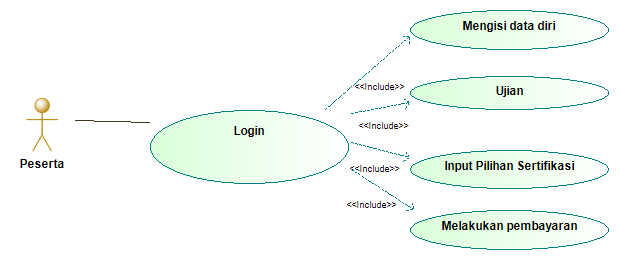 Mengisi data diri
<<Include>>
Ujian
<<Include>>
Login
Peserta
<<Include>>
Input Pilihan Sertifikasi
<<Include>>
Melakukan pembayaran